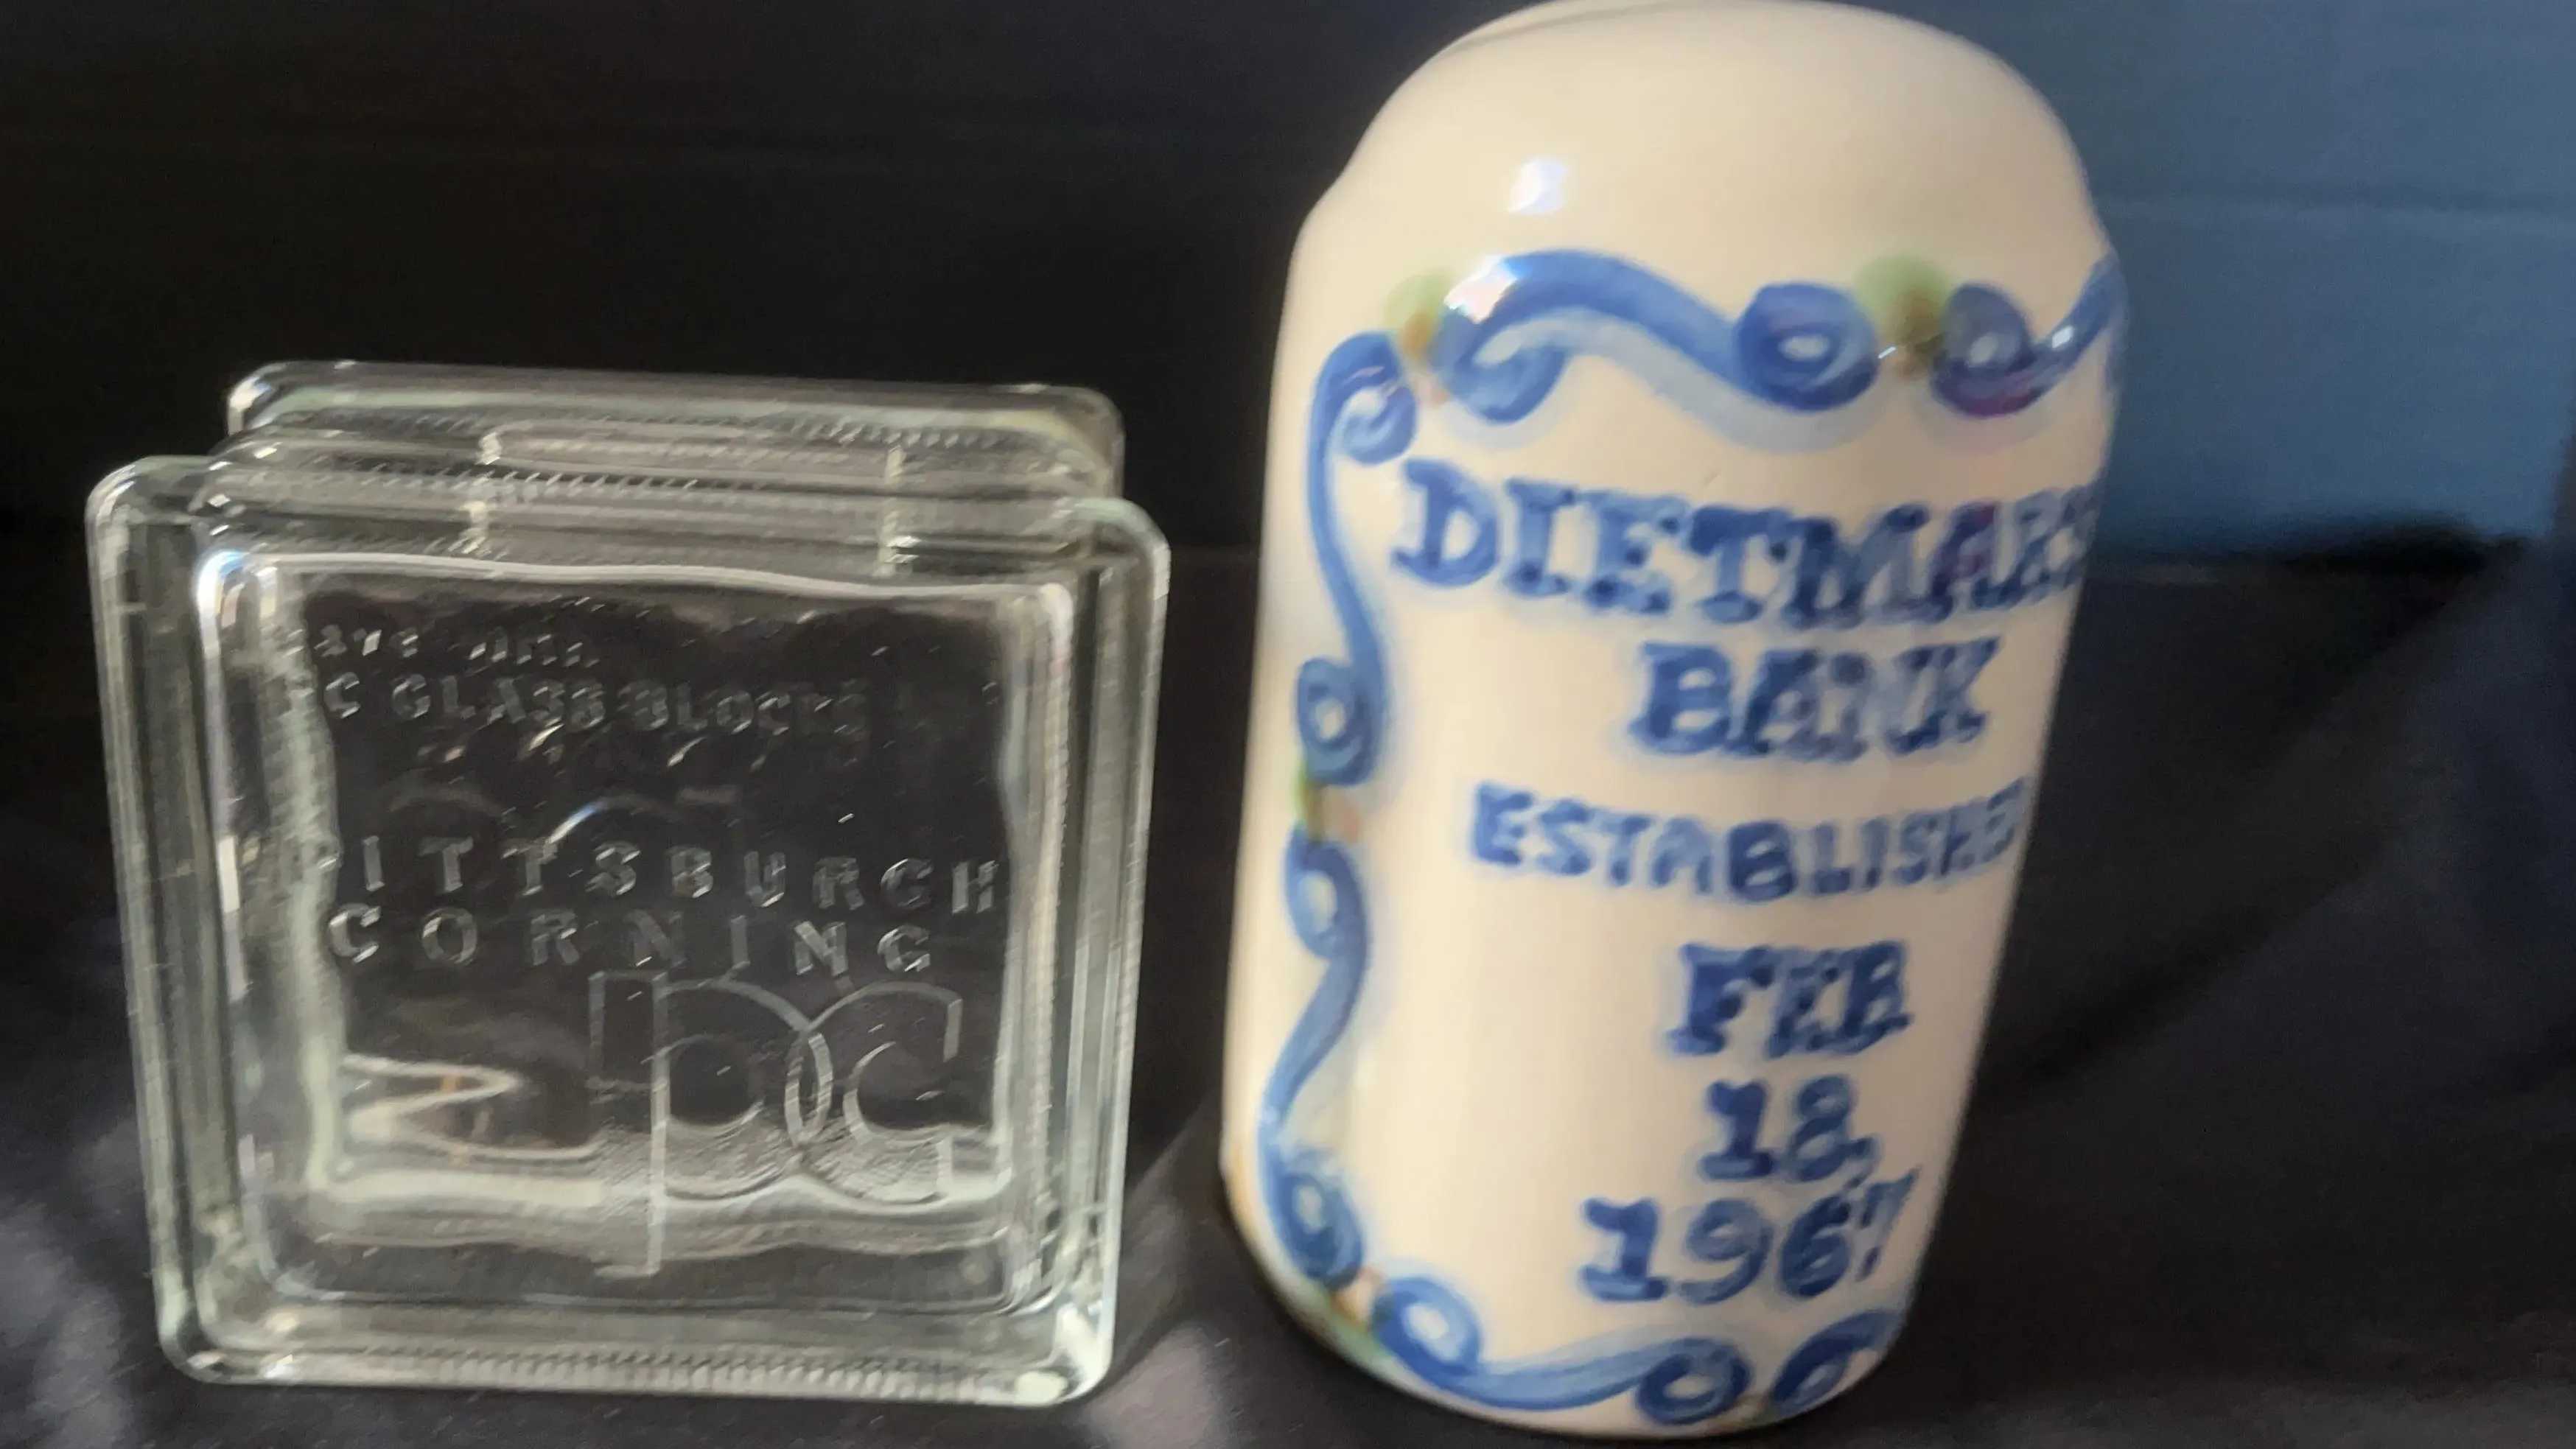 GLASS BLOCKS
PITTSBURGH
CORNING
PC
DIETMAR'S
BANK
ESTABLISHED
FEB
18
1967